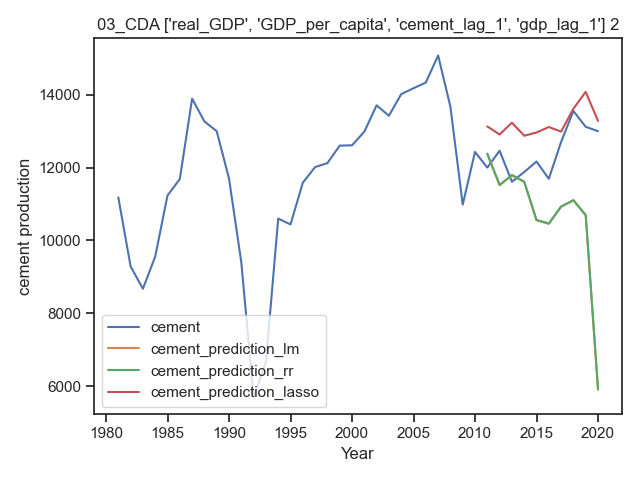 03_CDA ['real_GDP', 'GDP_per_capita', 'cement_lag_1', 'gdp_lag_1'] 2
14000
12000
10000
8000
6000
cement production
cement
cement_prediction_lm
cement_prediction_rr
cement_prediction_lasso
1980
1985
1990
1995
2000
2005
2010
2015
2020
Year